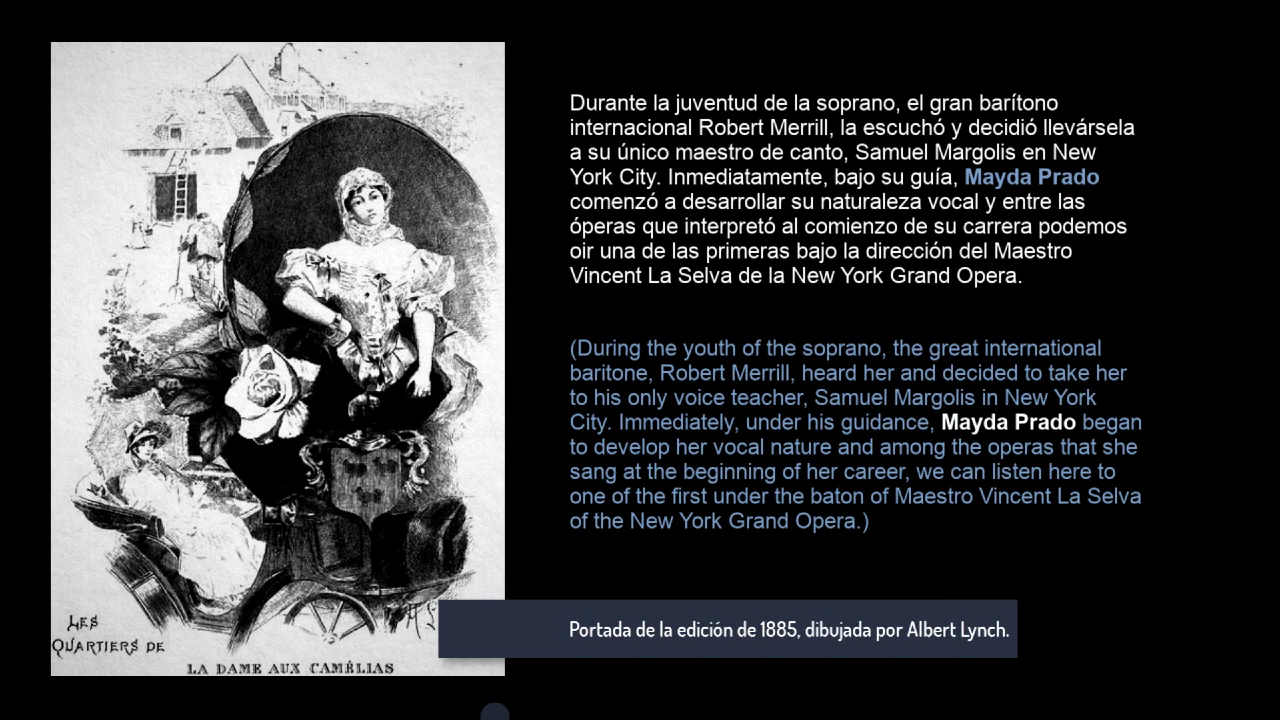 Durante la juventud de la soprano, el gran barítono
internacional Robert Merrill, la escuchó y decidió llevársela
a su único maestro de canto, Samuel Margolis en New
York City. Inmediatamente, bajo su guía, Mayda Prado
comenzó a desarrollar su naturaleza vocal y entre las
óperas que interpretó al comienzo de su carrera podemos
oir una de las primeras bajo la dirección del Maestro
Vincent La Selva de la New York Grand Opera.
(During the youth of the soprano, the great international
baritone, Robert Merrill, heard her and decided to take her
to his only voice teacher, Samuel Margolis in New York
City. Immediately, under his guidance, Mayda Prado began
to develop her vocal nature and among the operas that she
sang at the beginning of her career, we can listen here to
one of the first under the baton of Maestro Vincent La Selva
of the New York Grand Opera.)
Portada de la edición de 1885, dibujada por Albert Lynch.
LES
QUARTIERS DE
LA DAME AUX CAMÉLIAS